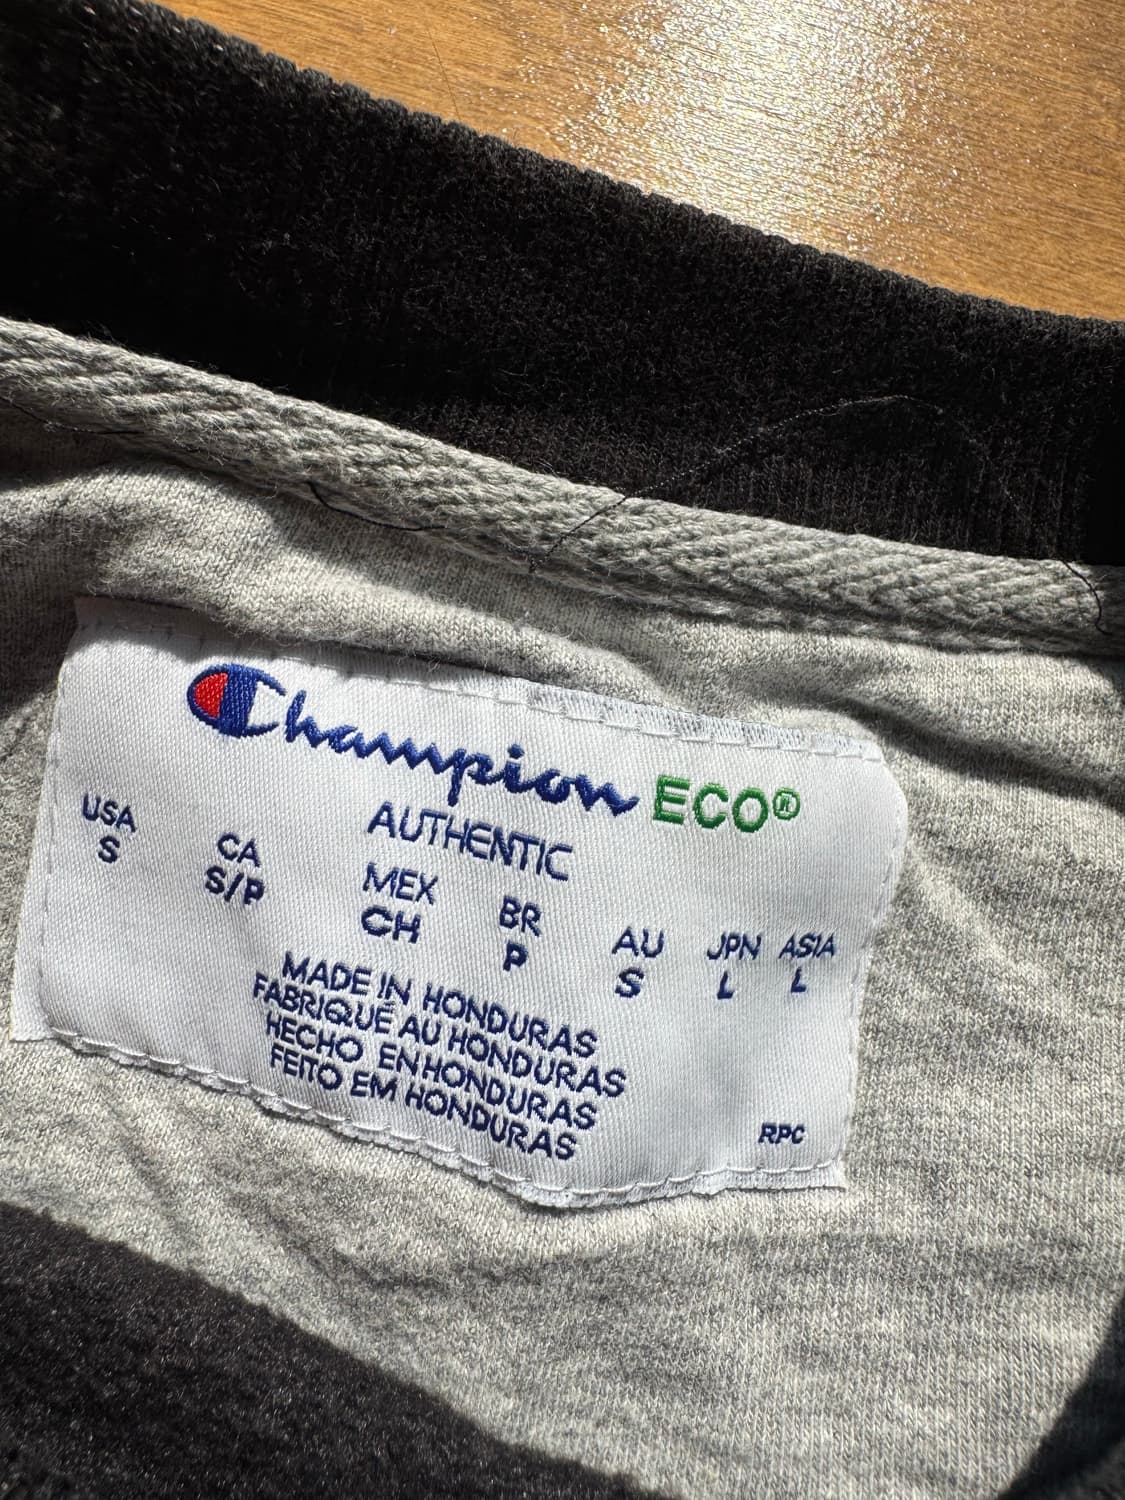 Champion ECO®
AUTHENTIC
USA CA MEX BR AU JPN ASIA
S S/P CH P S L L
MADE IN HONDURAS
FABRIQUÉ AU HONDURAS
HECHO EN HONDURAS
FEITO EM HONDURAS
RPC